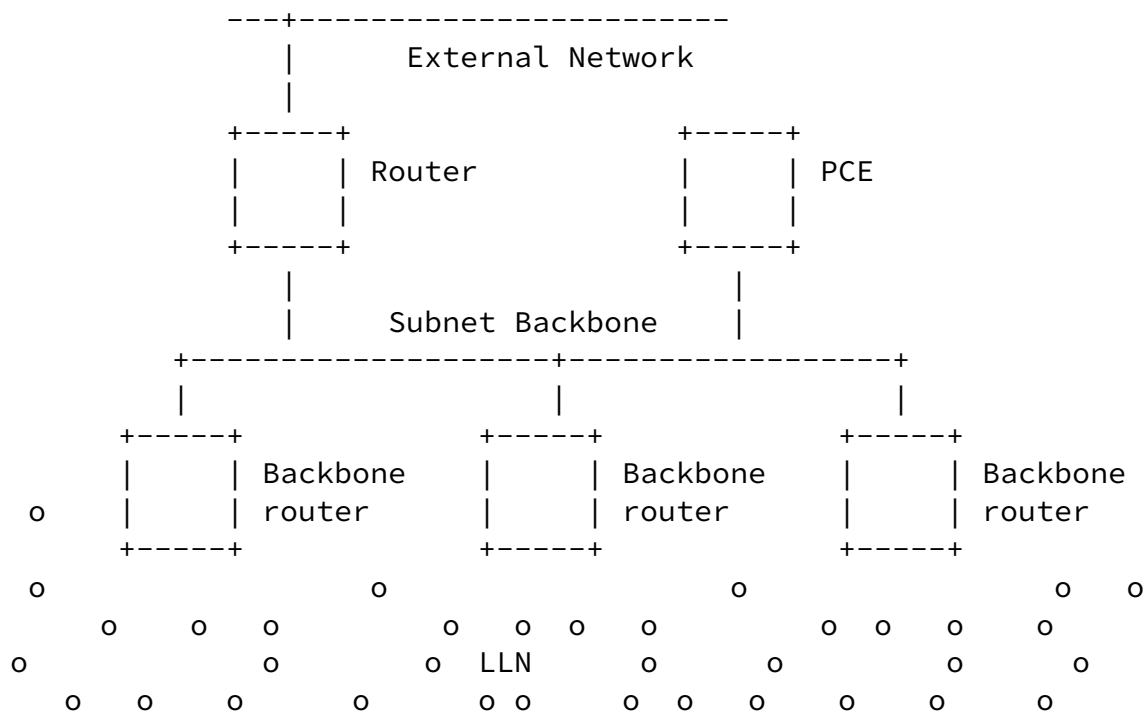 External Network
Router PCE
Subnet Backbone
Backbone Backbone Backbone
o router router router
o o o o o
o o o o o o o o o o o
o o o LLN o o o o
o o o o o o o o o o o o